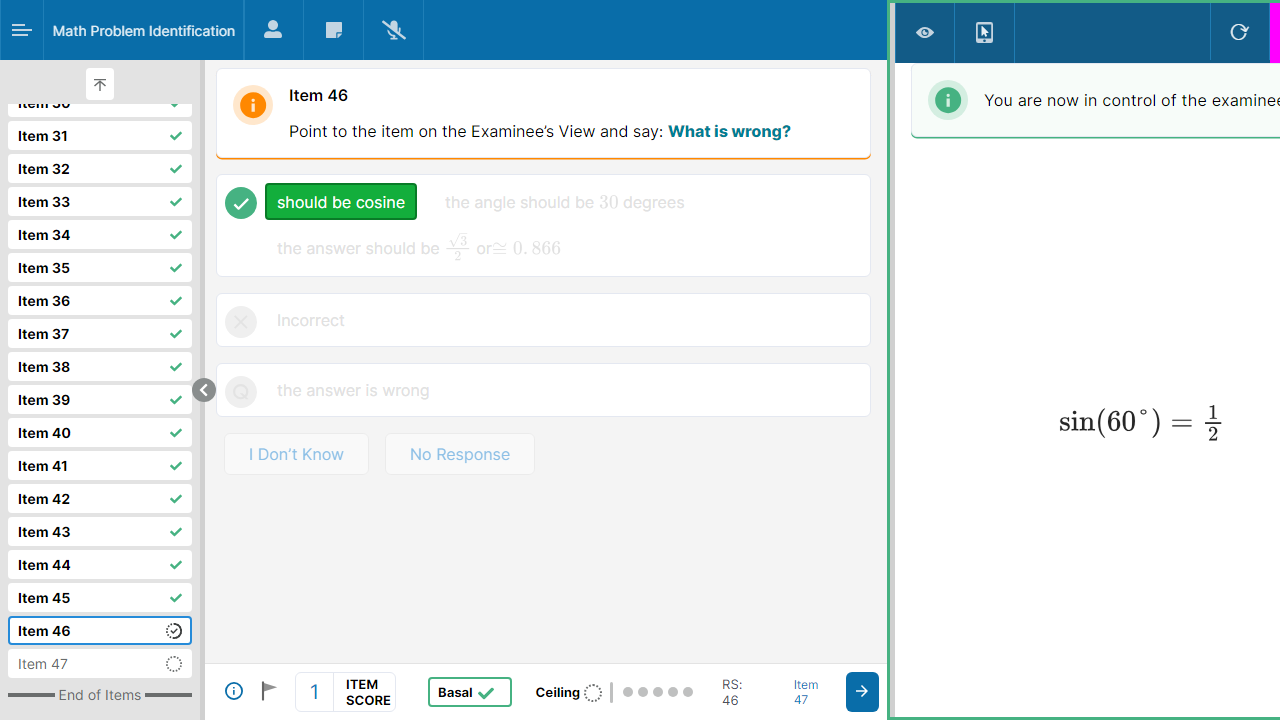 Math Problem Identification
Item 30
Item 31
Item 32
Item 33
Item 34
Item 35
Item 36
Item 37
Item 38
Item 39
Item 40
Item 41
Item 42
Item 43
Item 44
Item 45
Item 46
Item 47
End of Items
Item 46
Point to the item on the Examinee’s View and say: What is wrong?
should be cosine
the angle should be 30 degrees
the answer should be √3/2 or≅ 0.866
Incorrect
Q the answer is wrong
I Don’t Know
No Response
1 ITEM SCORE
Basal
Ceiling
RS: 46
Item 47
You are now in control of the examinee
sin(60°) = 1/2